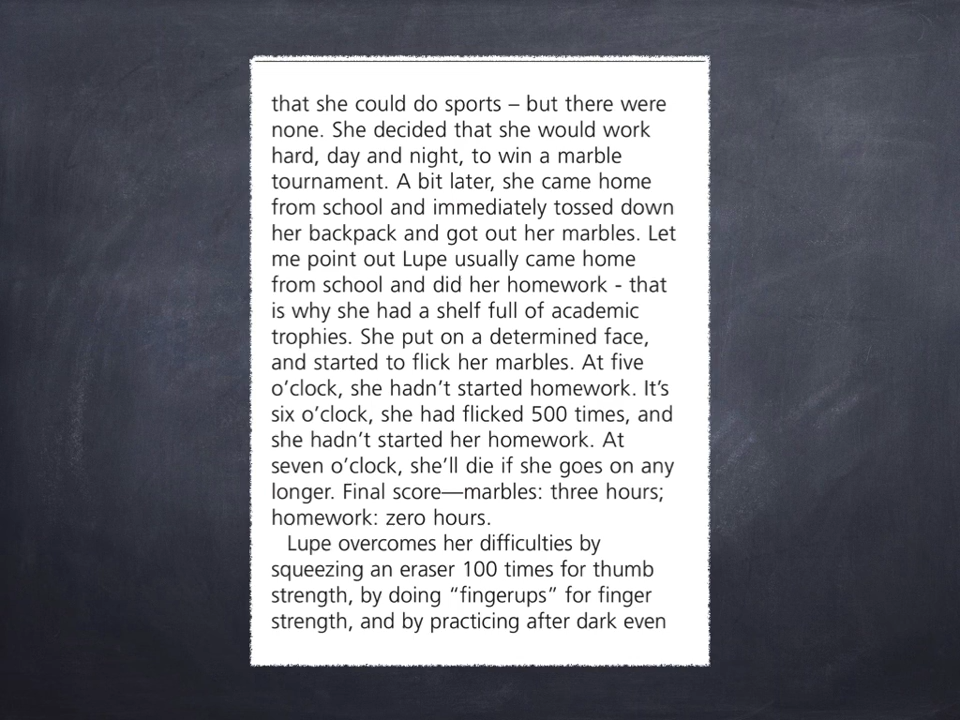 that she could do sports – but there were
none. She decided that she would work
hard, day and night, to win a marble
tournament. A bit later, she came home
from school and immediately tossed down
her backpack and got out her marbles. Let
me point out Lupe usually came home
from school and did her homework - that
is why she had a shelf full of academic
trophies. She put on a determined face,
and started to flick her marbles. At five
o’clock, she hadn’t started homework. It’s
six o’clock, she had flicked 500 times, and
she hadn’t started her homework. At
seven o’clock, she’ll die if she goes on any
longer. Final score—marbles: three hours;
homework: zero hours.
Lupe overcomes her difficulties by
squeezing an eraser 100 times for thumb
strength, by doing “fingerups” for finger
strength, and by practicing after dark even